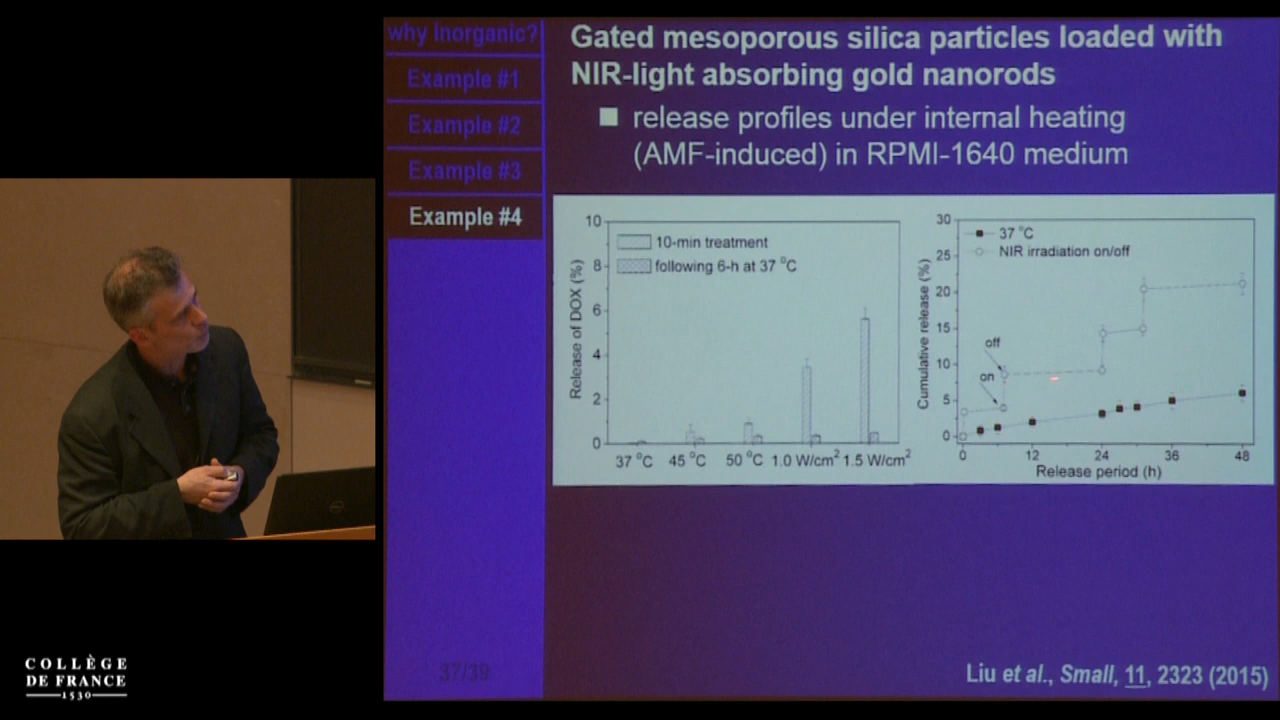 why inorganic?
Example #1
Example #2
Example #3
Example #4
Gated mesoporous silica particles loaded with
NIR-light absorbing gold nanorods
release profiles under internal heating
(AMF-induced) in RPMI-1640 medium
10
8
6
4
2
0
Release of DOX (%)
10-min treatment
following 6-h at 37 °C
37 °C 45 °C 50 °C 1.0 W/cm² 1.5 W/cm²
30
25
20
15
10
5
0
Cumulative release (%)
37 °C
NIR irradiation on/off
off
on
0 12 24 36 48
Release period (h)
37/39
Liu et al., Small, 11, 2323 (2015)
COLLÈGE
DE FRANCE
1530